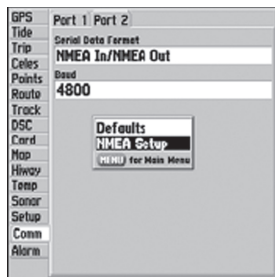 GPS
Tide
Trip
Celes
Points
Route
Track
DSC
Card
Map
Hiway
Temp
Sonar
Setup
Comm
Alarm
Port 1 Port 2
Serial Data Format
NMEA In/NMEA Out
Baud
4800
Defaults
NMEA Setup
MENU for Main Menu